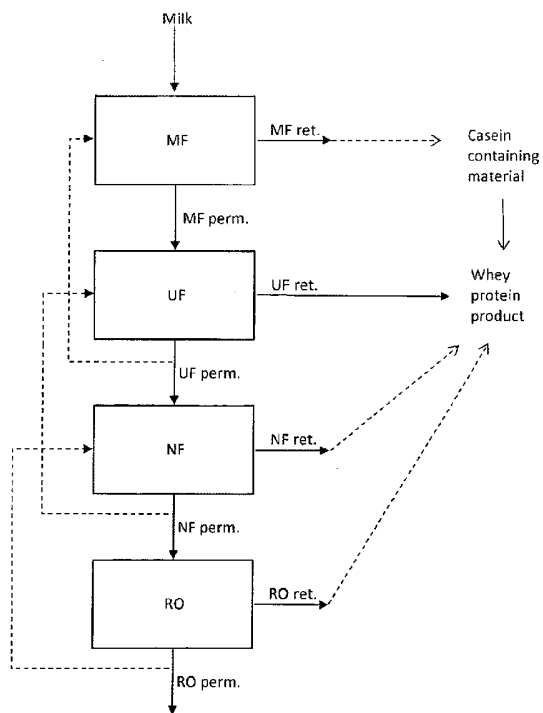 Milk
MF
MF ret.
Casein
containing
material
MF perm.
UF
UF ret.
Whey
protein
product
UF perm.
NF
NF ret.
NF perm.
RO
RO ret.
RO perm.